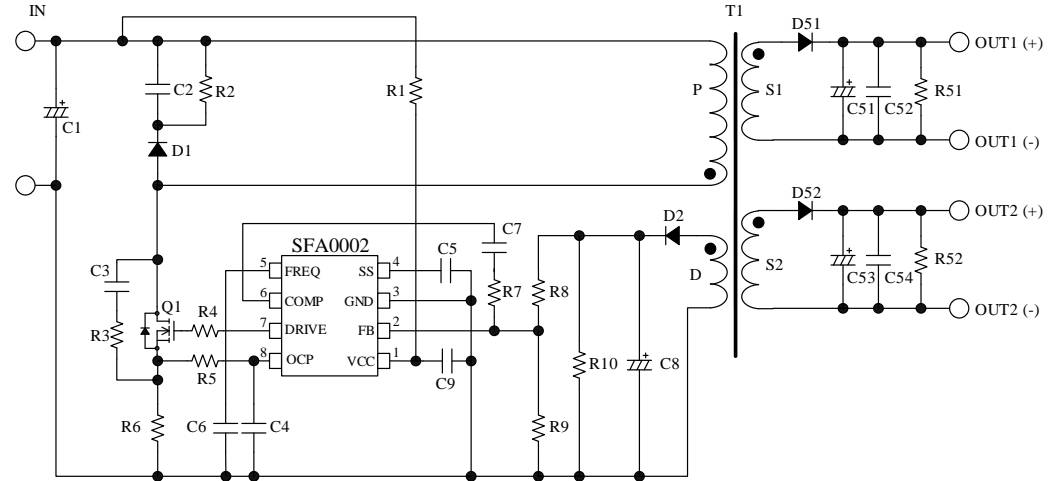 IN
T1
D51
OUT1 (+)
C2
R2
R1
P
S1
C51
C52
R51
C1
D1
OUT1 (-)
D52
OUT2 (+)
D2
C7
SFA0002
C5
D
S2
C53
C54
R52
5
FREQ
SS
4
C3
6
COMP
GND
3
R7
R8
Q1
R4
7
DRIVE
FB
2
OUT2 (-)
R3
R5
8
OCP
VCC
1
C9
R10
C8
R6
C6
C4
R9